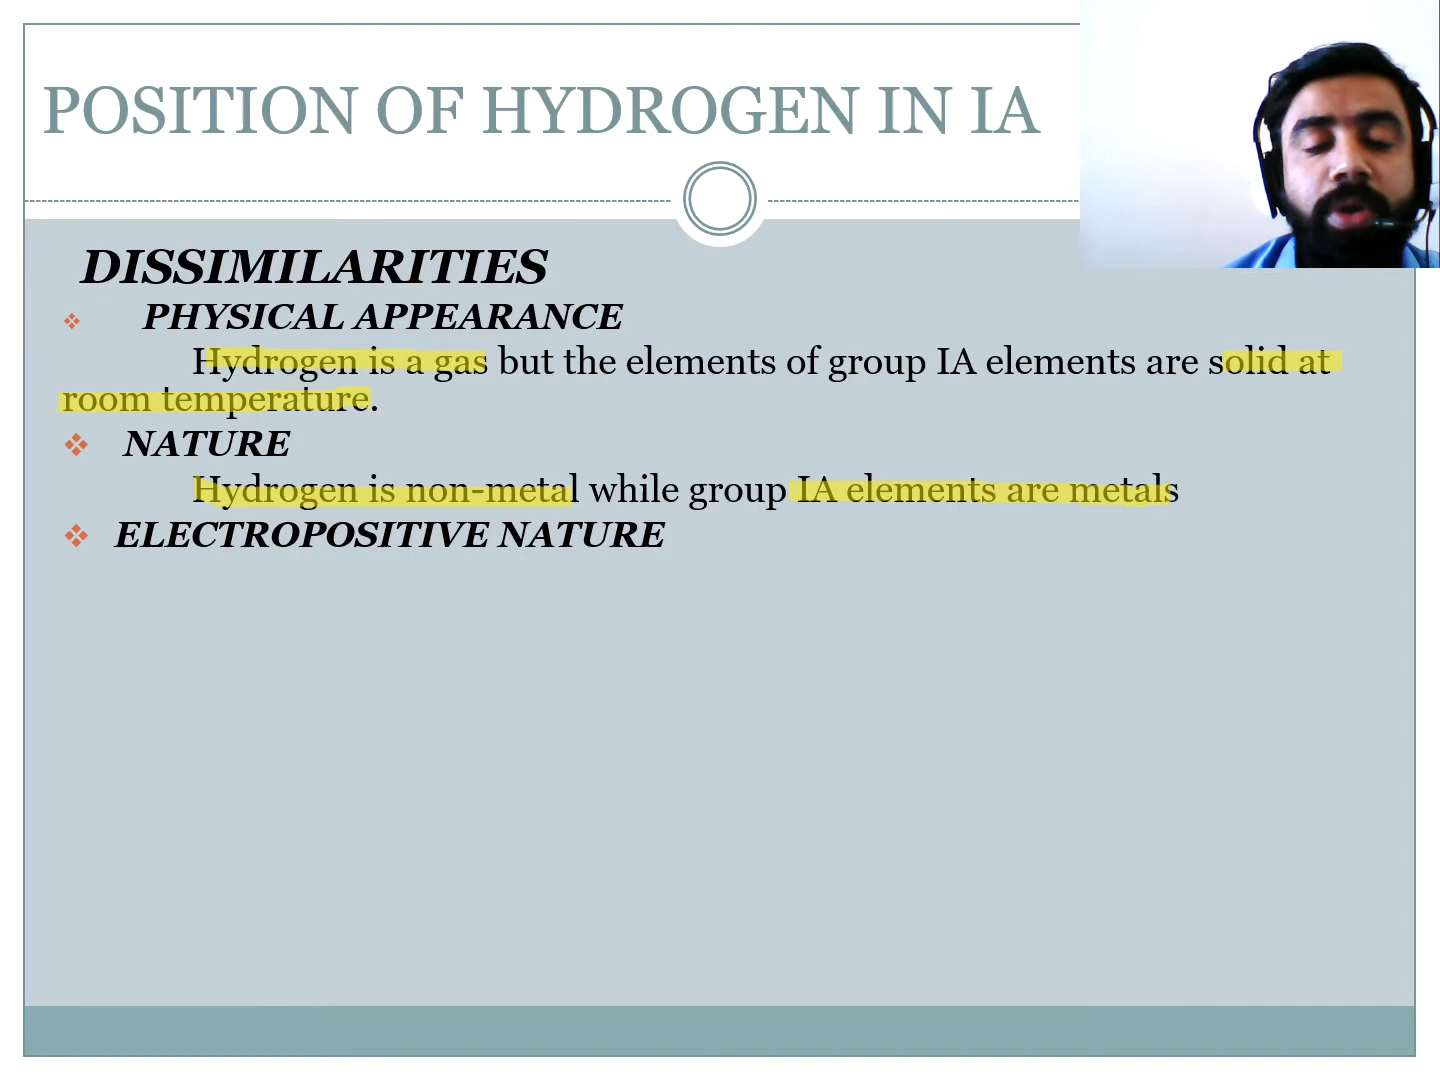 POSITION OF HYDROGEN IN IA
DISSIMILARITIES
PHYSICAL APPEARANCE
Hydrogen is a gas but the elements of group IA elements are solid at
room temperature.
NATURE
Hydrogen is non-metal while group IA elements are metals
ELECTROPOSITIVE NATURE